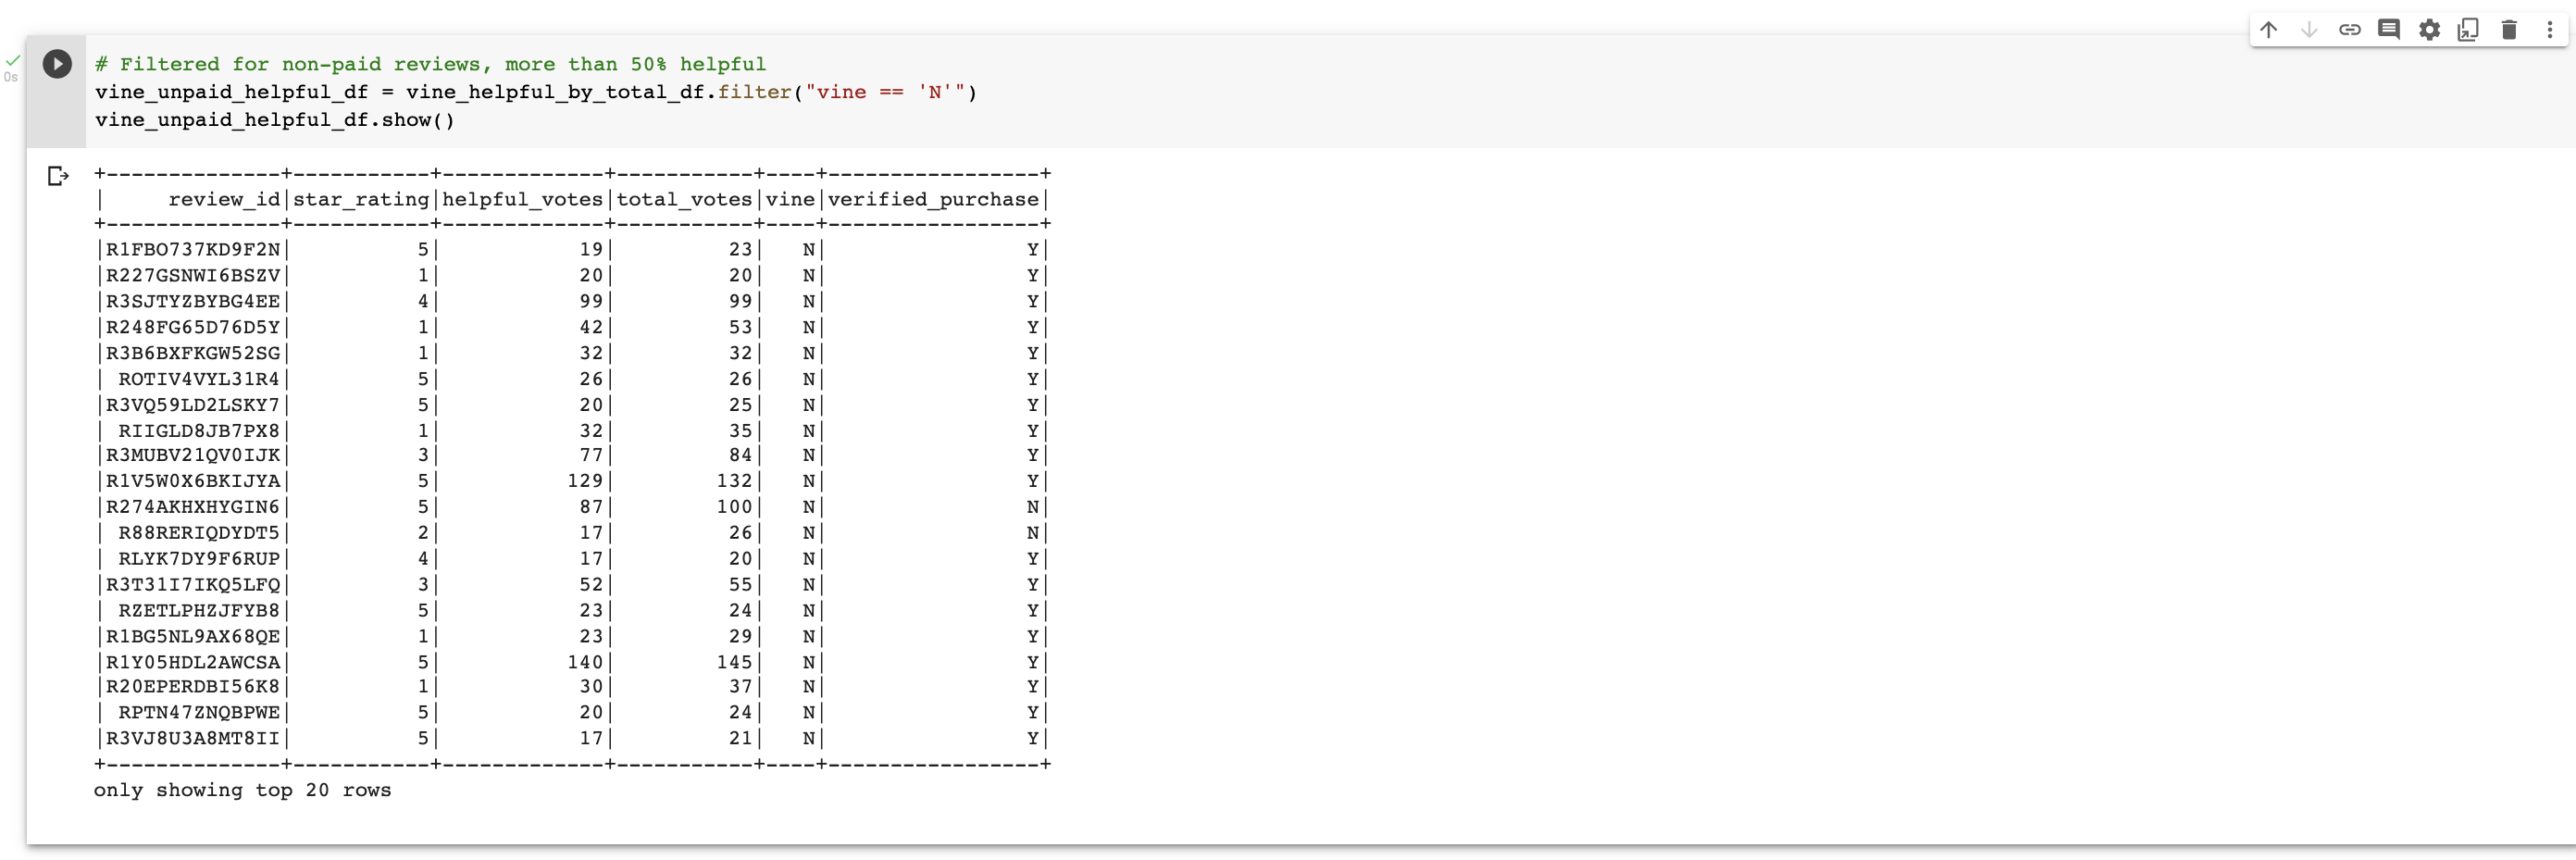 # Filtered for non-paid reviews, more than 50% helpful
vine_unpaid_helpful_df = vine_helpful_by_total_df.filter("vine == 'N'")
vine_unpaid_helpful_df.show()
0s
+--------------+-----------+-------------+-----------+----+-----------------+
|     review_id|star_rating|helpful_votes|total_votes|vine|verified_purchase|
+--------------+-----------+-------------+-----------+----+-----------------+
|R1FBO737KD9F2N|          5|           19|         23|   N|                Y|
|R227GSNWI6BSZV|          1|           20|         20|   N|                Y|
|R3SJTYZBYBG4EE|          4|           99|         99|   N|                Y|
|R248FG65D76D5Y|          1|           42|         53|   N|                Y|
|R3B6BXFKGW52SG|          1|           32|         32|   N|                Y|
| ROTIV4VYL31R4|          5|           26|         26|   N|                Y|
|R3VQ59LD2LSKY7|          5|           20|         25|   N|                Y|
| RIIGLD8JB7PX8|          1|           32|         35|   N|                Y|
|R3MUBV21QV0IJK|          3|           77|         84|   N|                Y|
|R1V5W0X6BKIJYA|          5|          129|        132|   N|                Y|
|R274AKHXHYGIN6|          5|           87|        100|   N|                N|
| R88RERIQDYDT5|          2|           17|         26|   N|                N|
| RLYK7DY9F6RUP|          4|           17|         20|   N|                Y|
|R3T31I7IKQ5LFQ|          3|           52|         55|   N|                Y|
| RZETLPHZJFYB8|          5|           23|         24|   N|                Y|
|R1BG5NL9AX68QE|          1|           23|         29|   N|                Y|
|R1Y05HDL2AWCSA|          5|          140|        145|   N|                Y|
|R20EPERDBI56K8|          1|           30|         37|   N|                Y|
| RPTN47ZNQBPWE|          5|           20|         24|   N|                Y|
|R3VJ8U3A8MT8II|          5|           17|         21|   N|                Y|
+--------------+-----------+-------------+-----------+----+-----------------+
only showing top 20 rows